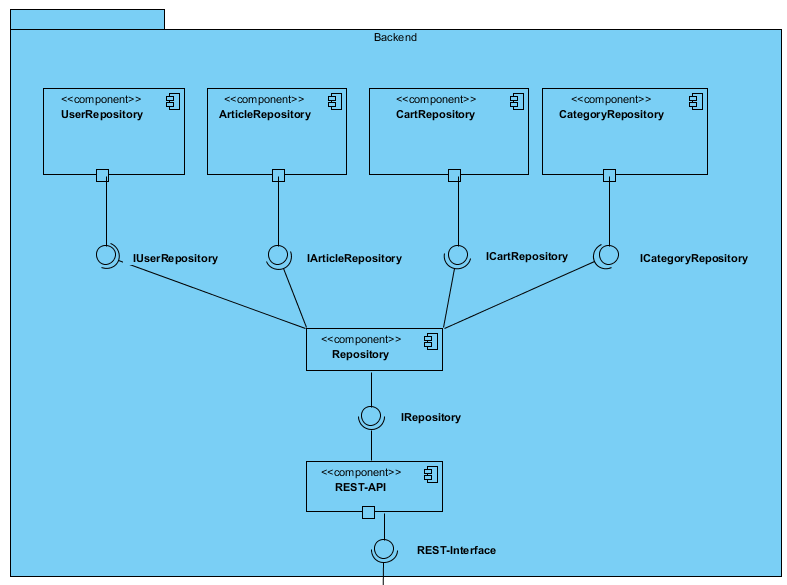 Backend
<<component>>
UserRepository
<<component>>
ArticleRepository
<<component>>
CartRepository
<<component>>
CategoryRepository
IUserRepository
IArticleRepository
ICartRepository
ICategoryRepository
<<component>>
Repository
IRepository
<<component>>
REST-API
REST-Interface